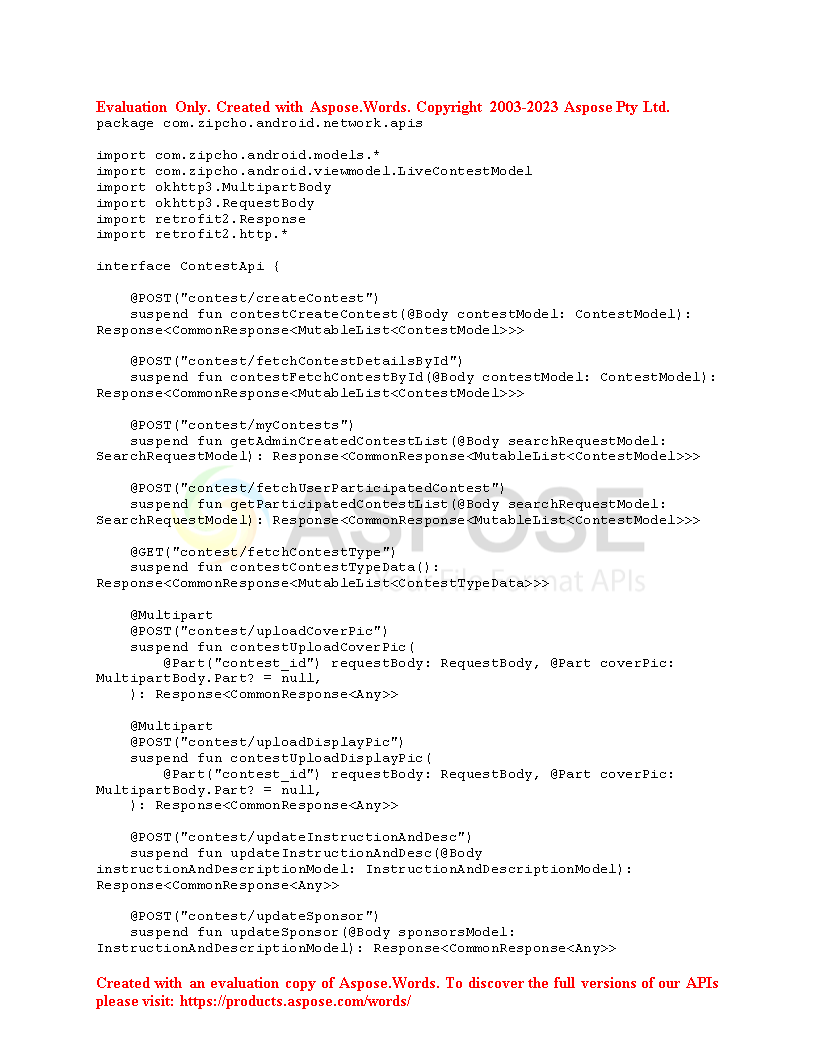 Evaluation Only. Created with Aspose.Words. Copyright 2003-2023 Aspose Pty Ltd.
package com.zipcho.android.network.apis
import com.zipcho.android.models.*
import com.zipcho.android.viewmodel.LiveContestModel
import okhttp3.MultipartBody
import okhttp3.RequestBody
import retrofit2.Response
import retrofit2.http.*
interface ContestApi {
@POST("contest/createContest")
suspend fun contestCreateContest(@Body contestModel: ContestModel):
Response<CommonResponse<MutableList<ContestModel>>>
@POST("contest/fetchContestDetailsById")
suspend fun contestFetchContestById(@Body contestModel: ContestModel):
Response<CommonResponse<MutableList<ContestModel>>>
@POST("contest/myContests")
suspend fun getAdminCreatedContestList(@Body searchRequestModel:
SearchRequestModel): Response<CommonResponse<MutableList<ContestModel>>>
@POST("contest/fetchUserParticipatedContest")
suspend fun getParticipatedContestList(@Body searchRequestModel:
SearchRequestModel): Response<CommonResponse<MutableList<ContestModel>>>
ASPOSE
@GET("contest/fetchContestType")
suspend fun contestContestTypeData():
Response<CommonResponse<MutableList<ContestTypeData>>>
Your File Format APIs
@Multipart
@POST("contest/uploadCoverPic")
suspend fun contestUploadCoverPic(
@Part("contest_id") requestBody: RequestBody, @Part coverPic:
MultipartBody.Part? = null,
): Response<CommonResponse<Any>>
@Multipart
@POST("contest/uploadDisplayPic")
suspend fun contestUploadDisplayPic(
@Part("contest_id") requestBody: RequestBody, @Part coverPic:
MultipartBody.Part? = null,
): Response<CommonResponse<Any>>
@POST("contest/updateInstructionAndDesc")
suspend fun updateInstructionAndDesc(@Body
instructionAndDescriptionModel: InstructionAndDescriptionModel):
Response<CommonResponse<Any>>
@POST("contest/updateSponsor")
suspend fun updateSponsor(@Body sponsorsModel:
InstructionAndDescriptionModel): Response<CommonResponse<Any>>
Created with an evaluation copy of Aspose.Words. To discover the full versions of our APIs
please visit: https://products.aspose.com/words/